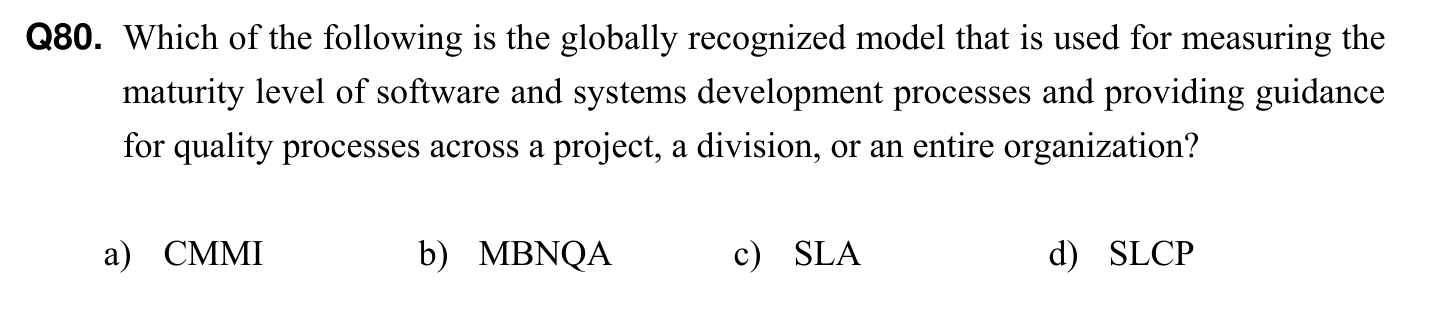 Q80. Which of the following is the globally recognized model that is used for measuring the
maturity level of software and systems development processes and providing guidance
for quality processes across a project, a division, or an entire organization?
a) CMMI b) MBNQA c) SLA d) SLCP